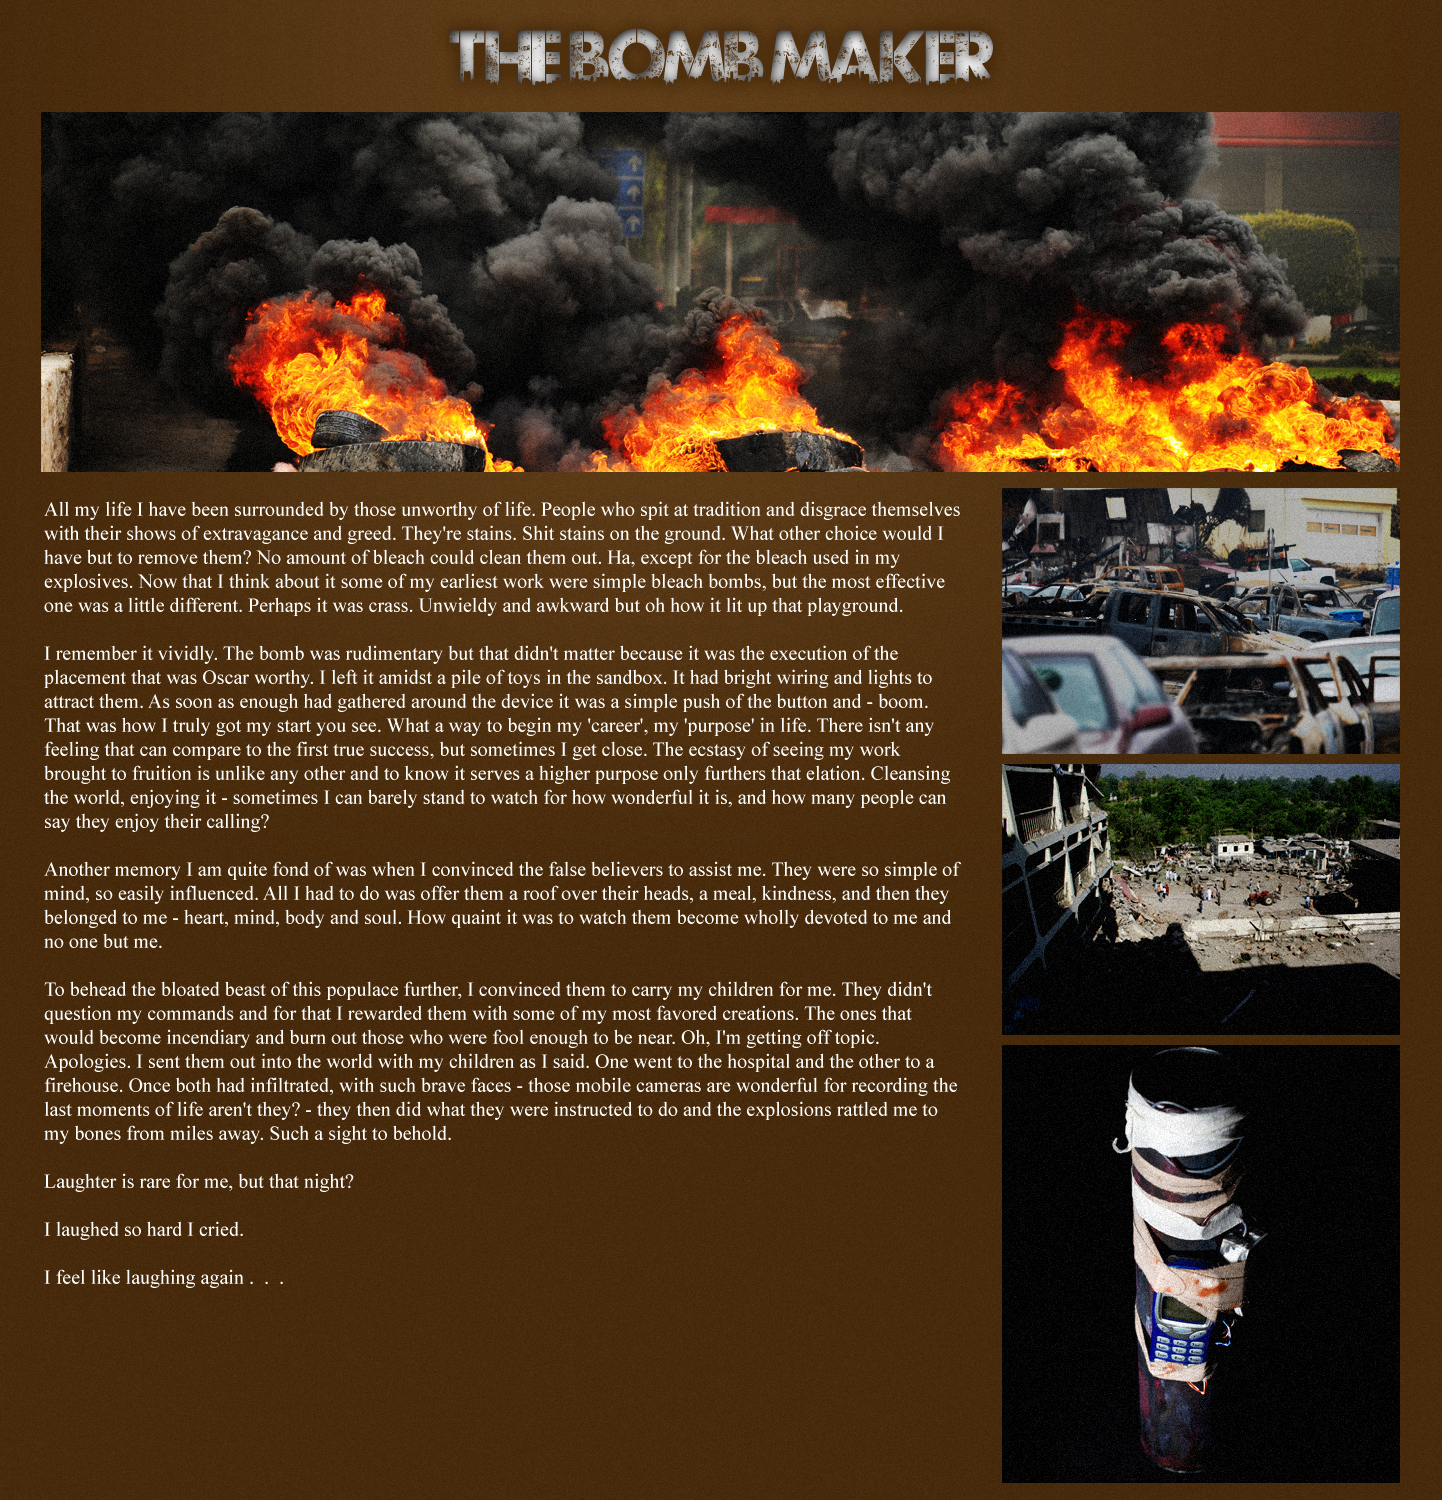 THE BOMB MAKER
All my life I have been surrounded by those unworthy of life. People who spit at tradition and disgrace themselves
with their shows of extravagance and greed. They're stains. Shit stains on the ground. What other choice would I
have but to remove them? No amount of bleach could clean them out. Ha, except for the bleach used in my
explosives. Now that I think about it some of my earliest work were simple bleach bombs, but the most effective
one was a little different. Perhaps it was crass. Unwieldy and awkward but oh how it lit up that playground.
I remember it vividly. The bomb was rudimentary but that didn't matter because it was the execution of the
placement that was Oscar worthy. I left it amidst a pile of toys in the sandbox. It had bright wiring and lights to
attract them. As soon as enough had gathered around the device it was a simple push of the button and - boom.
That was how I truly got my start you see. What a way to begin my 'career', my 'purpose' in life. There isn't any
feeling that can compare to the first true success, but sometimes I get close. The ecstasy of seeing my work
brought to fruition is unlike any other and to know it serves a higher purpose only furthers that elation. Cleansing
the world, enjoying it - sometimes I can barely stand to watch for how wonderful it is, and how many people can
say they enjoy their calling?
Another memory I am quite fond of was when I convinced the false believers to assist me. They were so simple of
mind, so easily influenced. All I had to do was offer them a roof over their heads, a meal, kindness, and then they
belonged to me - heart, mind, body and soul. How quaint it was to watch them become wholly devoted to me and
no one but me.
To behead the bloated beast of this populace further, I convinced them to carry my children for me. They didn't
question my commands and for that I rewarded them with some of my most favored creations. The ones that
would become incendiary and burn out those who were fool enough to be near. Oh, I'm getting off topic.
Apologies. I sent them out into the world with my children as I said. One went to the hospital and the other to a
firehouse. Once both had infiltrated, with such brave faces - those mobile cameras are wonderful for recording the
last moments of life aren't they? - they then did what they were instructed to do and the explosions rattled me to
my bones from miles away. Such a sight to behold.
Laughter is rare for me, but that night?
I laughed so hard I cried.
I feel like laughing again . . .